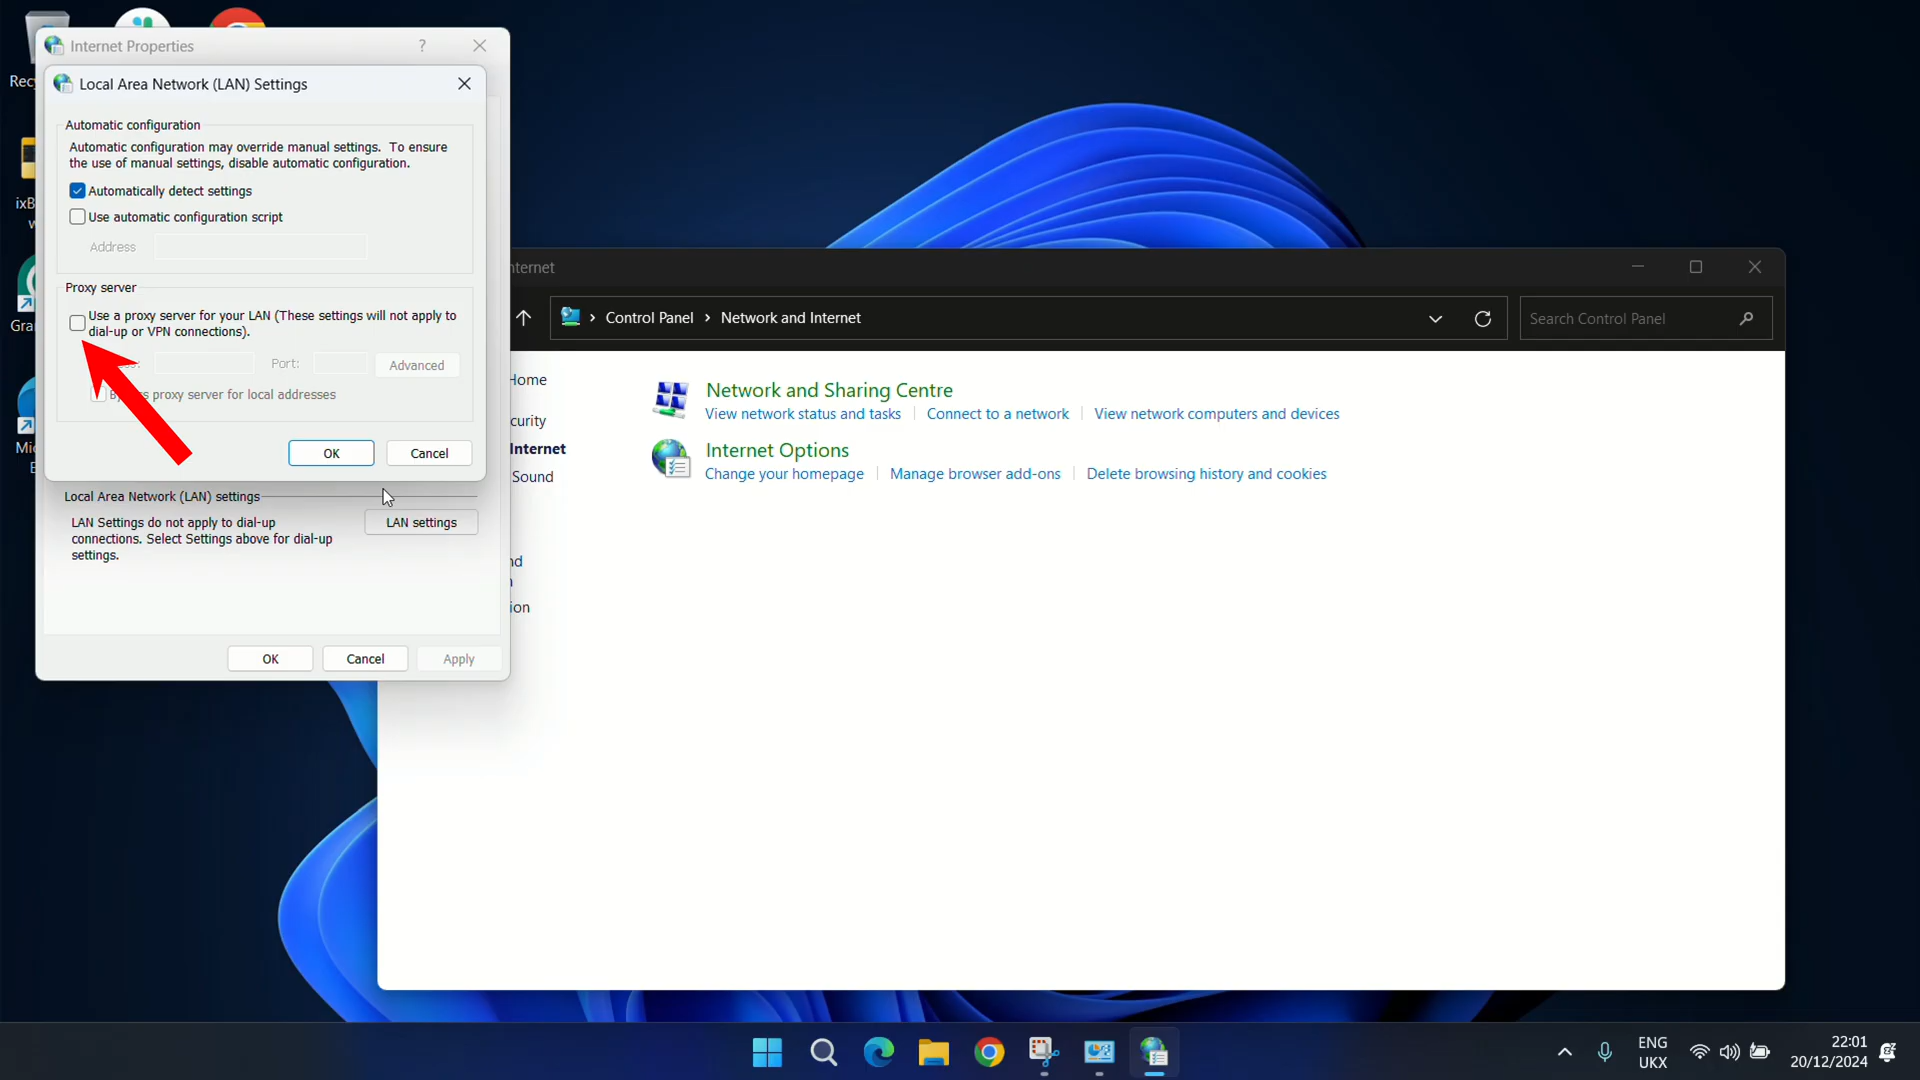 Internet Properties
?
Local Area Network (LAN) Settings
Automatic configuration
Automatic configuration may override manual settings. To ensure
the use of manual settings, disable automatic configuration.
Automatically detect settings
Use automatic configuration script
Address
Proxy server
Use a proxy server for your LAN (These settings will not apply to
dial-up or VPN connections).
Port:
Advanced
proxy server for local addresses
OK
Cancel
Local Area Network (LAN) settings
LAN Settings do not apply to dial-up
connections. Select Settings above for dial-up
settings.
LAN settings
OK
Cancel
Apply
nternet
Control Panel > Network and Internet
Search Control Panel
Home
curity
Internet
Sound
nd
ion
Network and Sharing Centre
View network status and tasks
Connect to a network
View network computers and devices
Internet Options
Change your homepage
Manage browser add-ons
Delete browsing history and cookies
Rec
ixB
w
Gra
Mic
E
ENG
UKX
22:01
20/12/2024